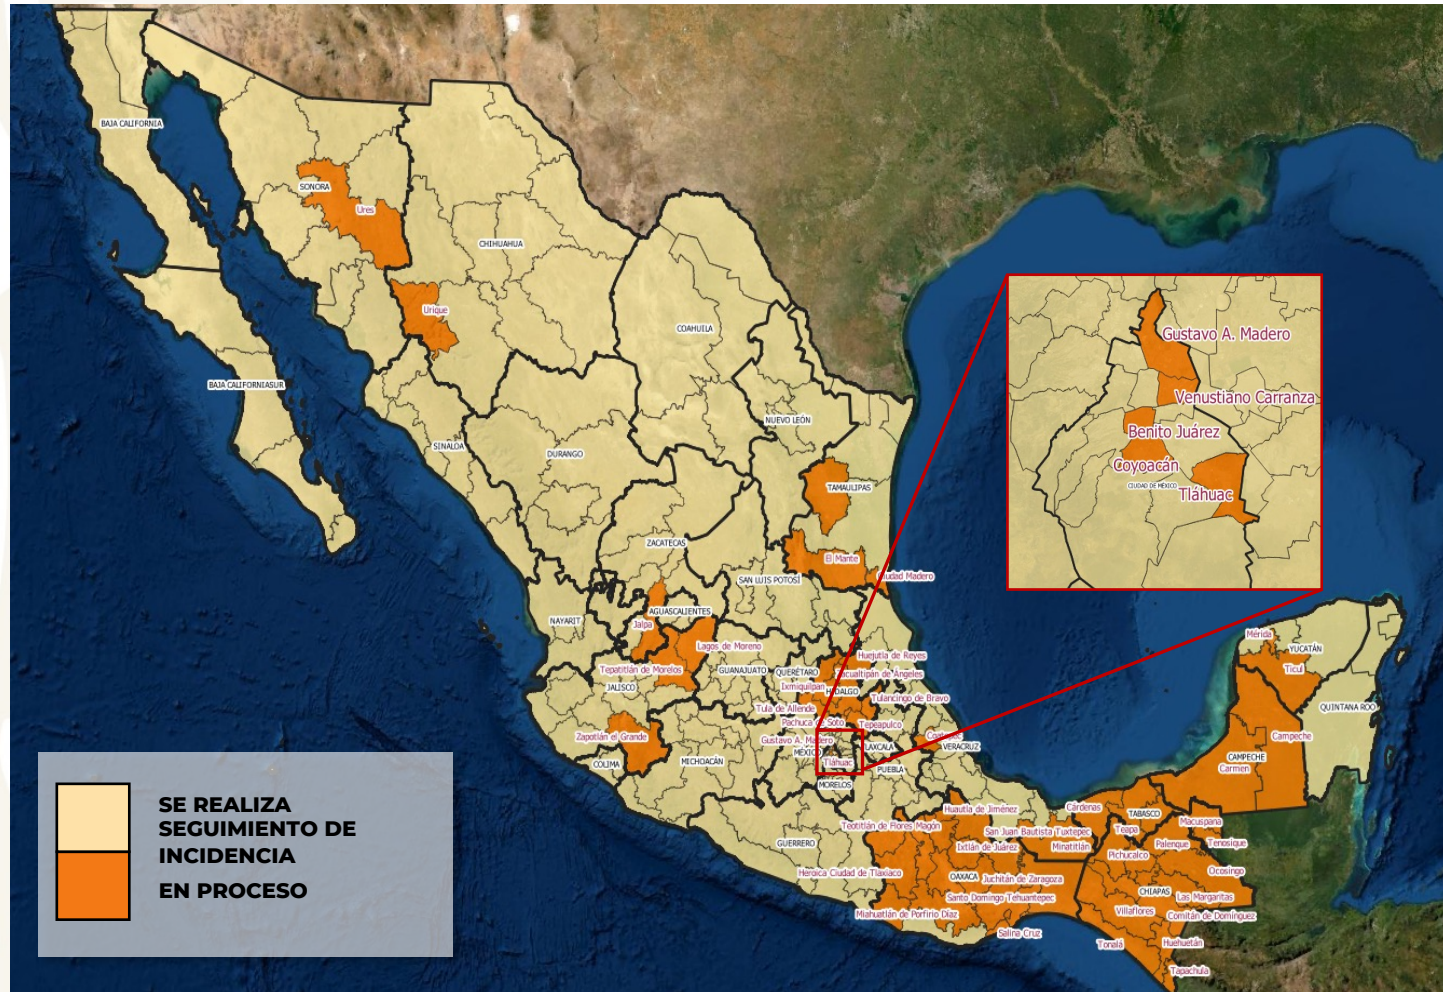 BAJA CALIFORNIA
SONORA
Ures
CHIHUAHUA
Urique
COAHUILA
BAJA CALIFORNIASUR
NUEVO LEÓN
SINALOA
DURANGO
TAMAULIPAS
ZACATECAS
El Mante
SAN LUIS POTOSÍ
Ciudad Madero
AGUASCALIENTES
NAYARIT
Jalpa
Lagos de Moreno
Huejutla de Reyes
Tepatitlán de Morelos
GUANAJUATO
QUERÉTARO
Zacualtipán de Ángeles
JALISCO
Ixmiquilpan
HIDALGO
Tulancingo de Bravo
Tula de Allende
Pachuca de Soto
Tepeapulco
Zapotlán el Grande
Gustavo A. Madero
MÉXICO
TLAXCALA
VERACRUZ
COLIMA
MICHOACÁN
Tláhuac
PUEBLA
MORELOS
GUERRERO
Teotitlán de Flores Magón
Huautla de Jiménez
San Juan Bautista Tuxtepec
Ixtlán de Juárez
Minatitlán
Cárdenas
TABASCO
Teapa
Macuspana
Palenque
Tenosique
Pichucalco
Ocosingo
Heroica Ciudad de Tlaxiaco
OAXACA
Juchitán de Zaragoza
CHIAPAS
Las Margaritas
Santo Domingo Tehuantepec
Villaflores
Comitán de Domínguez
Miahuatlán de Porfirio Díaz
Salina Cruz
Tonalá
Huehuetán
Tapachula
Mérida
YUCATÁN
Ticul
QUINTANA ROO
Campeche
CAMPECHE
Carmen
Gustavo A. Madero
Venustiano Carranza
Benito Juárez
Coyoacán
CIUDAD DE MÉXICO
Tláhuac
SE REALIZA
SEGUIMIENTO DE
INCIDENCIA
EN PROCESO